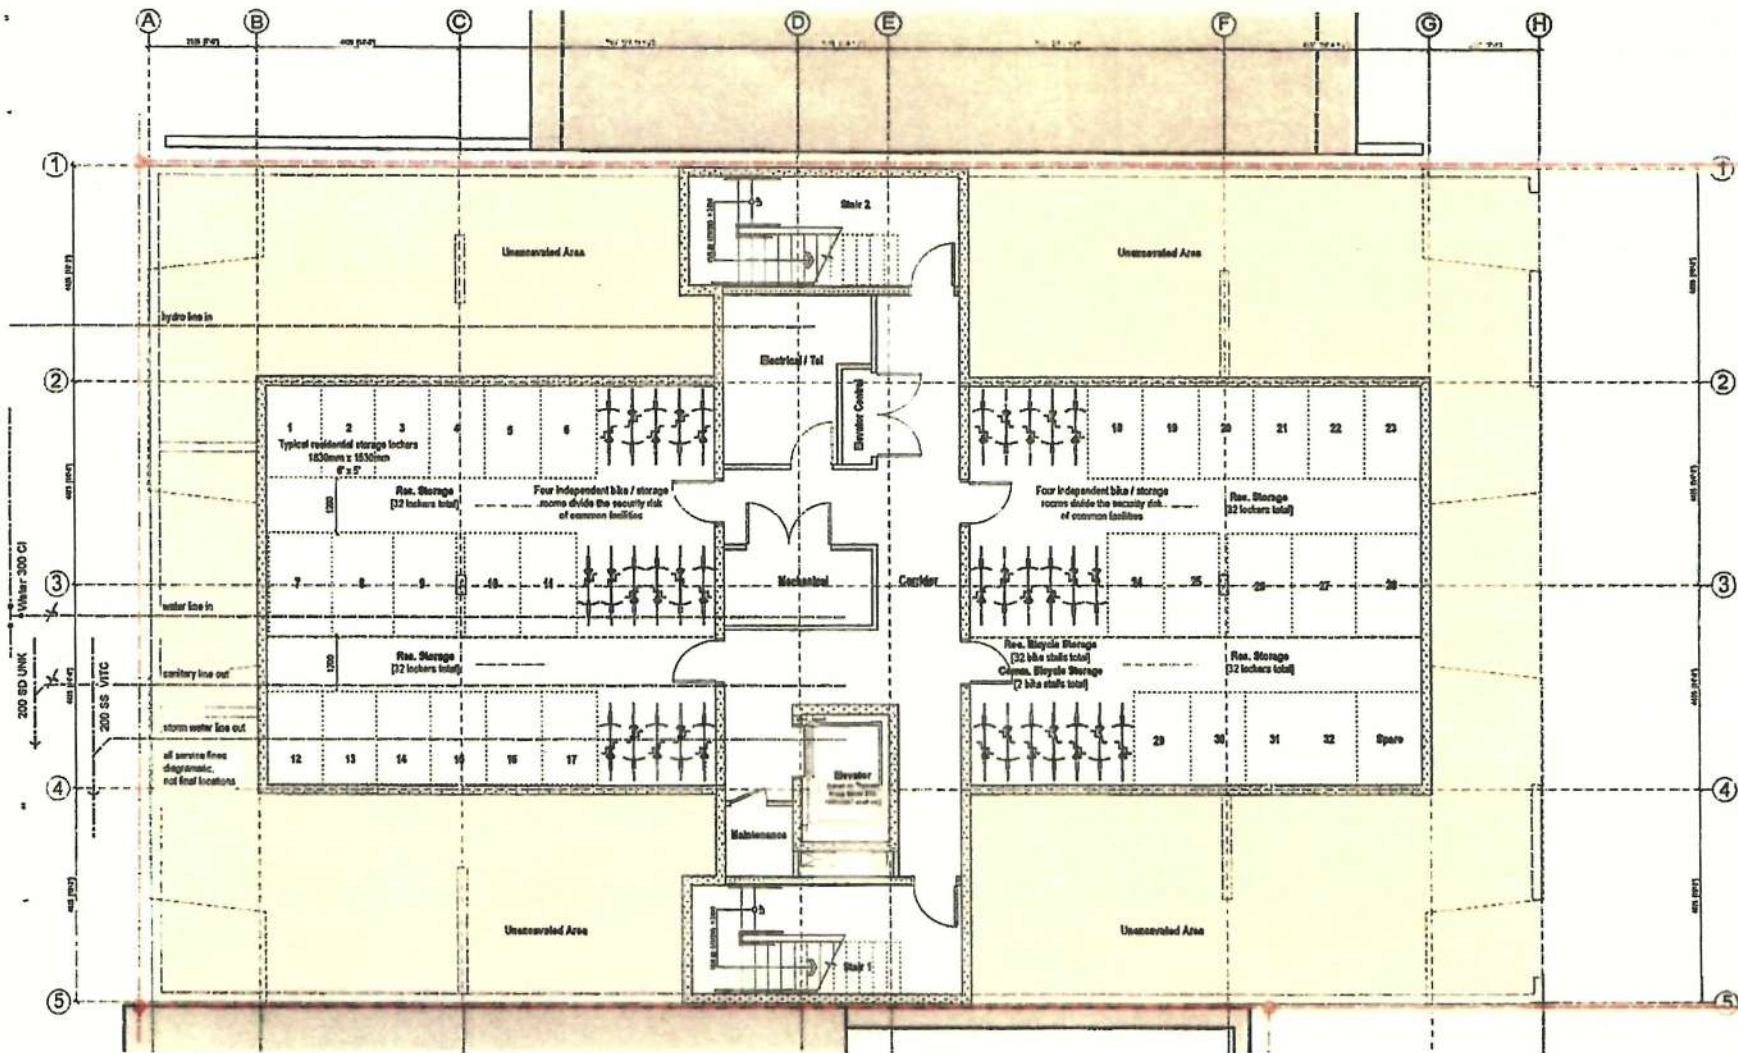 A B C D E F G H
1 1
Stair 2
up
Unexcavated Area Unexcavated Area
hydro line in
Electrical / Tel
2 2
Elevator Control
1 2 3 4 5 6
18 19 20 21 22 23
Typical residential storage lockers
1830mm x 1530mm
6' x 5'
Res. Storage
[32 lockers total]
Four independent bike / storage
rooms divide the security risk
of common facilities
Four independent bike / storage
rooms divide the security risk
of common facilities
Res. Storage
[32 lockers total]
1200
Water 300 CI
3 3
7 8 9 10 11
Mechanical
Corridor
24 25 26 27 28
water line in
1200
Res. Storage
[32 lockers total]
Res. Bicycle Storage
[32 bike stalls total]
Comm. Bicycle Storage
[2 bike stalls total]
Res. Storage
[32 lockers total]
sanitary line out
200 SD UNK
200 SS VITC
storm water line out
all service lines
diagramatic,
not final locations
12 13 14 15 16 17
29 30 31 32 Spare
Elevator
4 4
Maintenance
Unexcavated Area Unexcavated Area
up
Stair 1
5 5